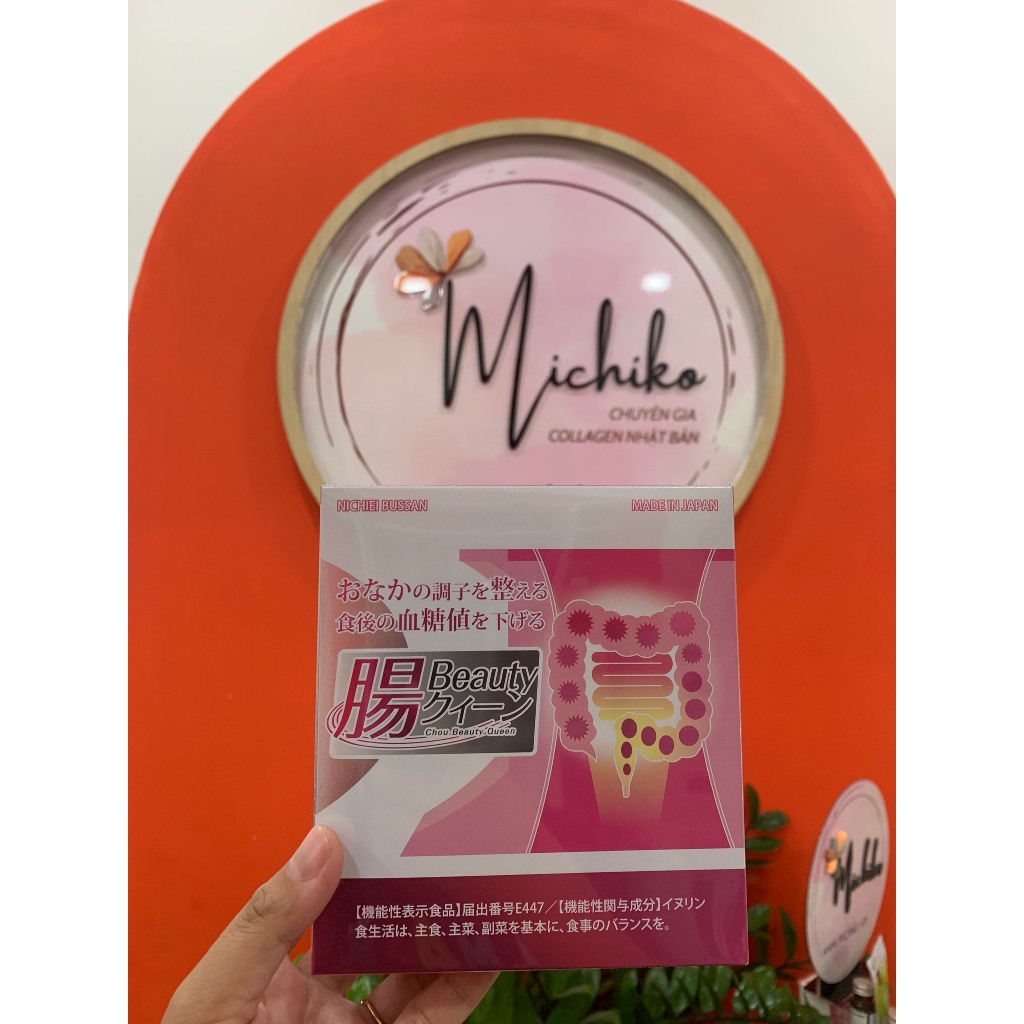 Michiko
CHUYÊN GIA
COLLAGEN NHẬT BẢN
NICHIEI BUSSAN
MADE IN JAPAN
おなかの調子を整える
食後の血糖値を下げる
腸 Beauty
クィーン
Chou Beauty Queen
【機能性表示食品】届出番号E447/【機能性関与成分】イヌリン
食生活は、主食、主菜、副菜を基本に、食事のバランスを。
Michiko